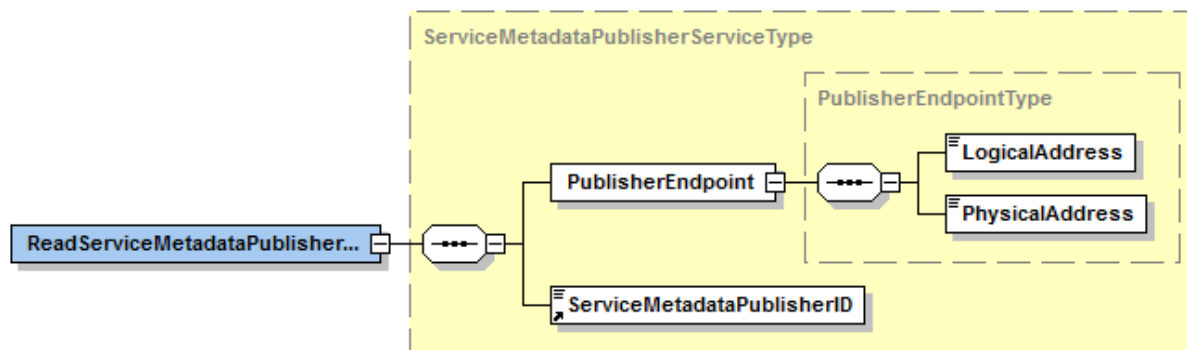 ServiceMetadataPublisherServiceType
PublisherEndpointType
LogicalAddress
PublisherEndpoint
PhysicalAddress
ReadServiceMetadataPublisher...
ServiceMetadataPublisherID